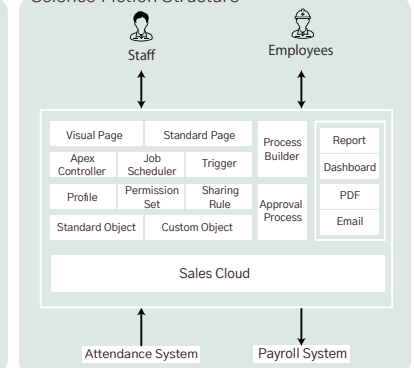 Science Fiction Structure
Staff
Employees
Visual Page
Standard Page
Process
Builder
Report
Apex
Controller
Job
Scheduler
Trigger
Dashboard
Profile
Permission
Set
Sharing
Rule
Approval
Process
PDF
Standard Object
Custom Object
Email
Sales Cloud
Attendance System
Payroll System